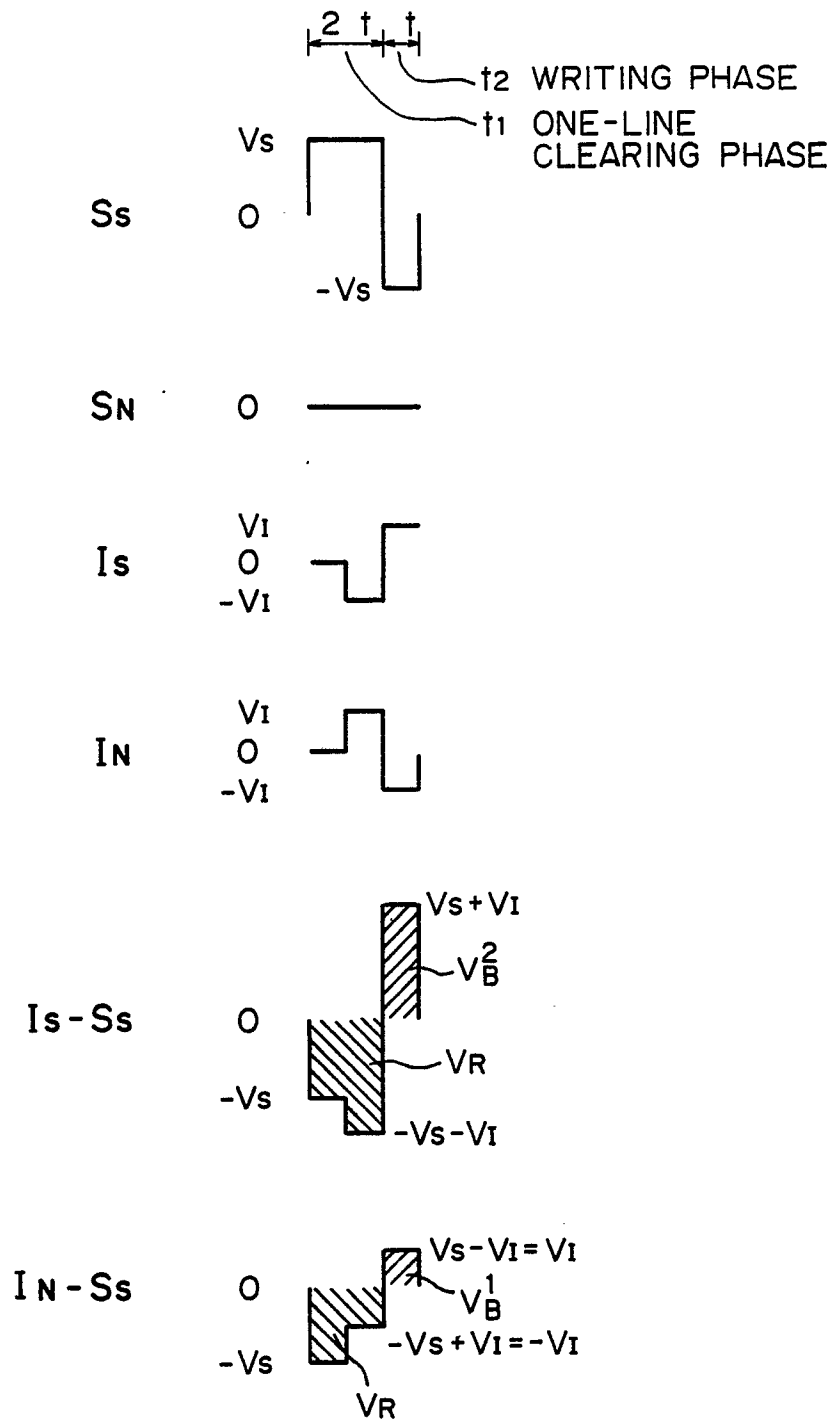 2 t t
t2 WRITING PHASE
t1 ONE-LINE
CLEARING PHASE
Vs
Ss 0
-Vs
SN 0
VI
Is 0
-VI
VI
IN 0
-VI
Vs+VI
V²B
Is-Ss 0
VR
-Vs
-Vs-VI
Vs-VI=VI
IN-Ss 0
V¹B
-Vs+VI=-VI
-Vs
VR